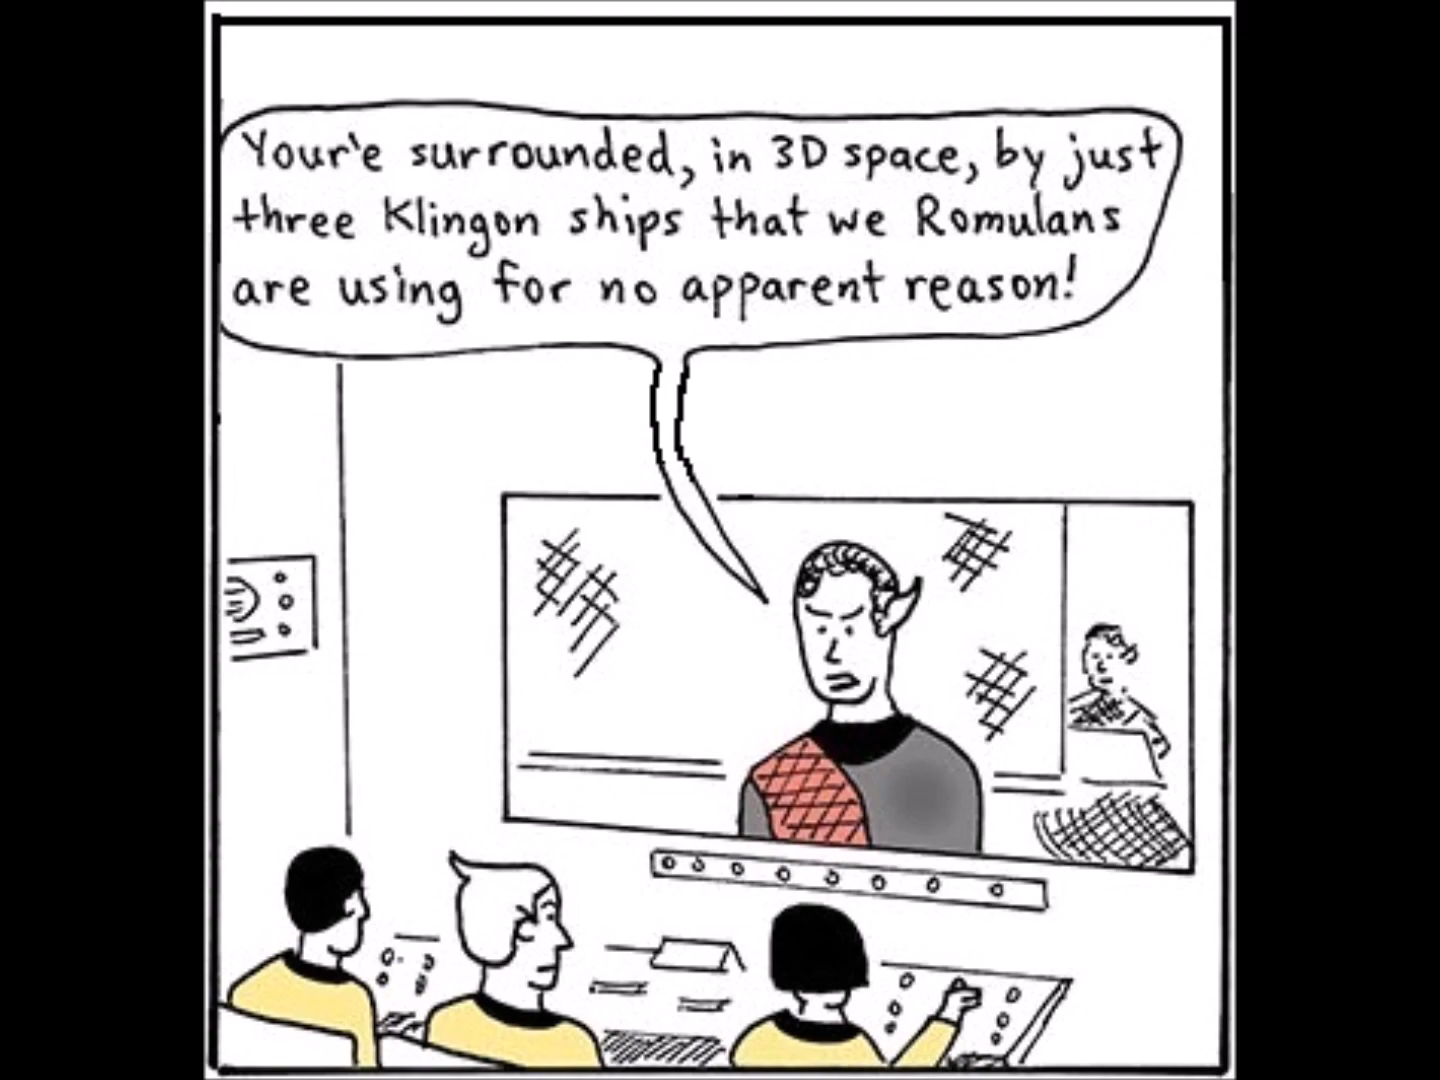 Your'e surrounded, in 3D space, by just
three Klingon ships that we Romulans
are using for no apparent reason!